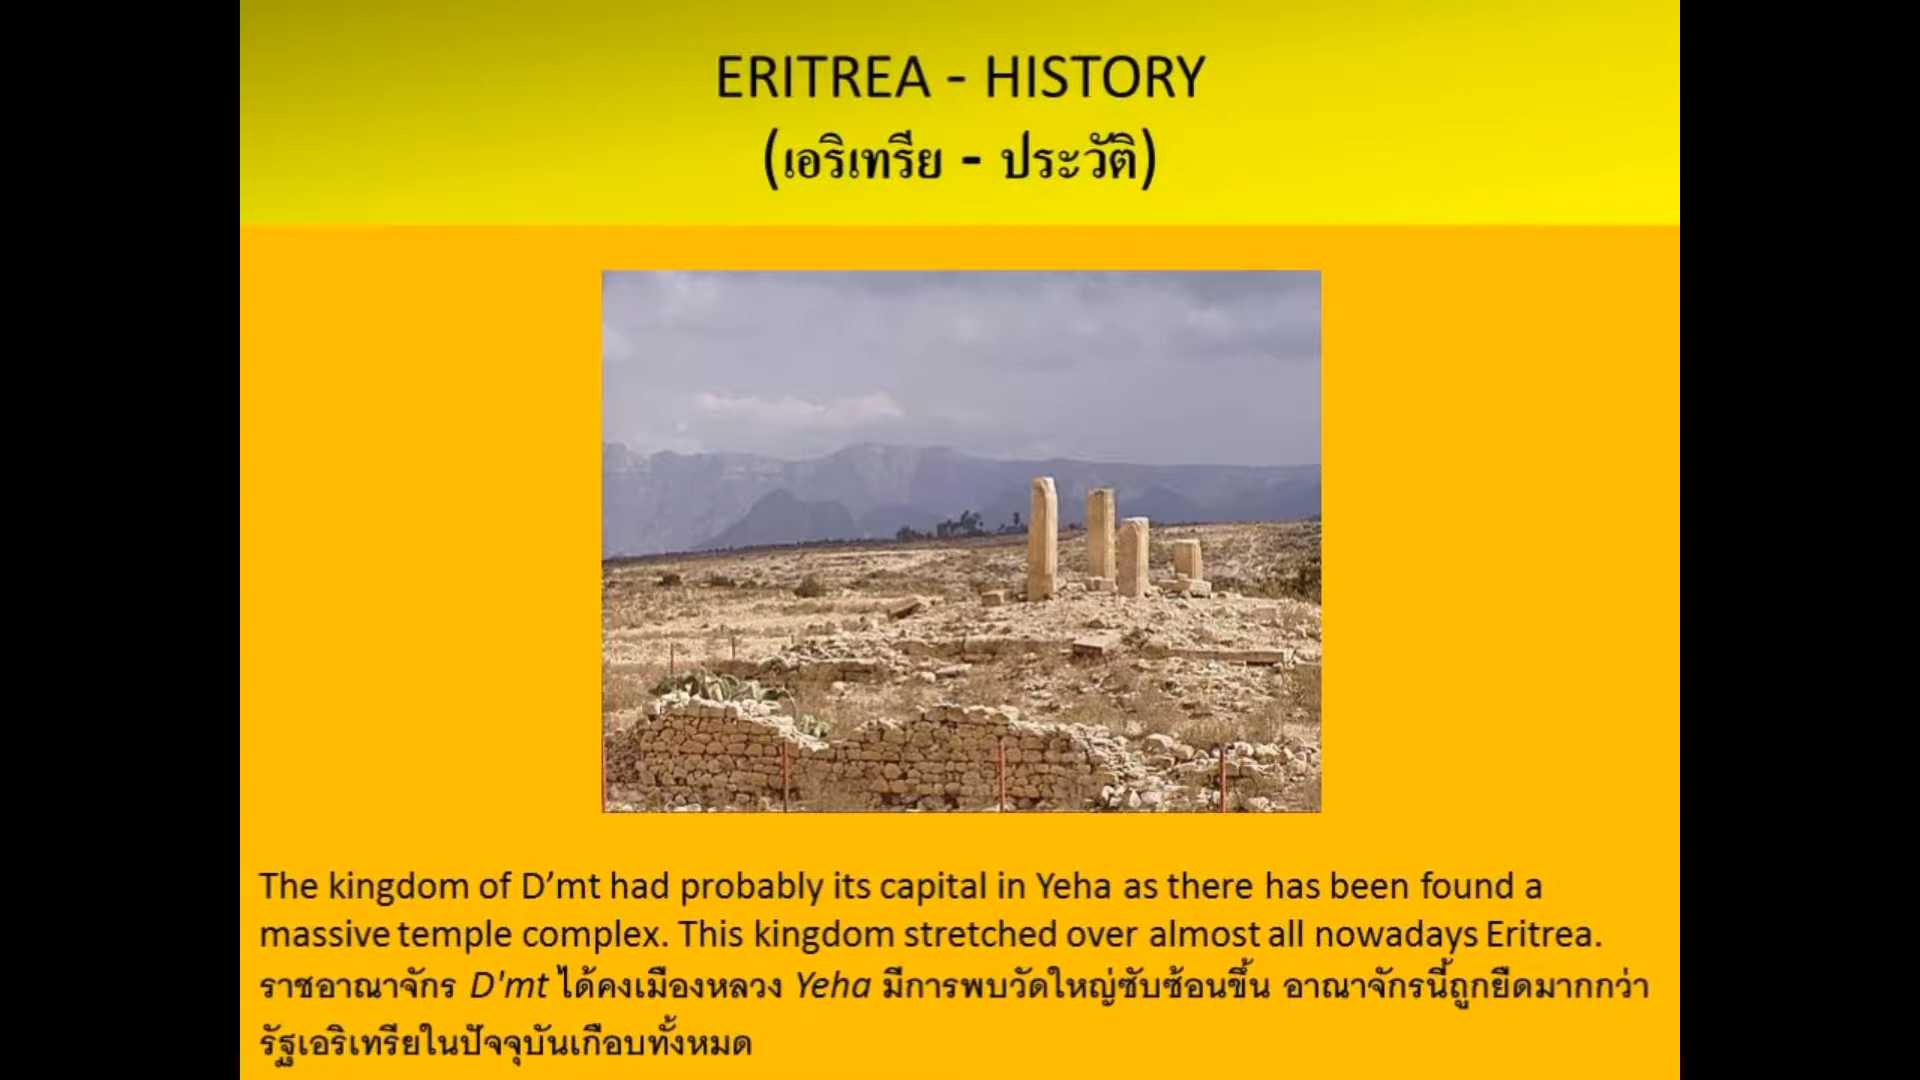 ERITREA - HISTORY
(เอริเทรีย - ประวัติ)
The kingdom of D’mt had probably its capital in Yeha as there has been found a
massive temple complex. This kingdom stretched over almost all nowadays Eritrea.
ราชอาณาจักร D'mt ได้คงเมืองหลวง Yeha มีการพบวัดใหญ่ซับซ้อนขึ้น อาณาจักรนี้ถูกยืดมากกว่า
รัฐเอริเทรียในปัจจุบันเกือบทั้งหมด